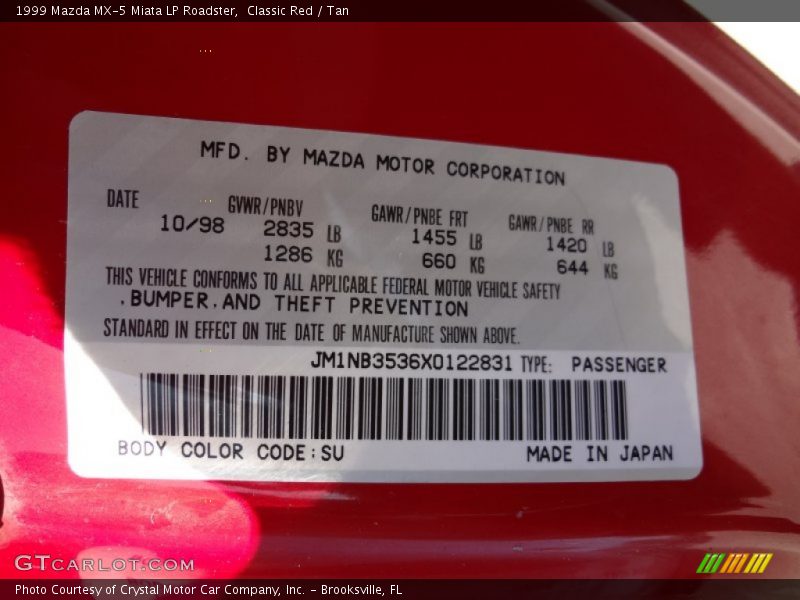 1999 Mazda MX-5 Miata LP Roadster,  Classic Red / Tan
MFD. BY MAZDA MOTOR CORPORATION
DATE GVWR/PNBV GAWR/PNBE FRT GAWR/PNBE RR
10/98 2835 LB 1455 LB 1420 LB
1286 KG 660 KG 644 KG
THIS VEHICLE CONFORMS TO ALL APPLICABLE FEDERAL MOTOR VEHICLE SAFETY
.BUMPER.AND THEFT PREVENTION
STANDARD IN EFFECT ON THE DATE OF MANUFACTURE SHOWN ABOVE.
JM1NB3536X0122831 TYPE: PASSENGER
BODY COLOR CODE:SU MADE IN JAPAN
GTCARLOT.COM
Photo Courtesy of Crystal Motor Car Company, Inc. - Brooksville, FL